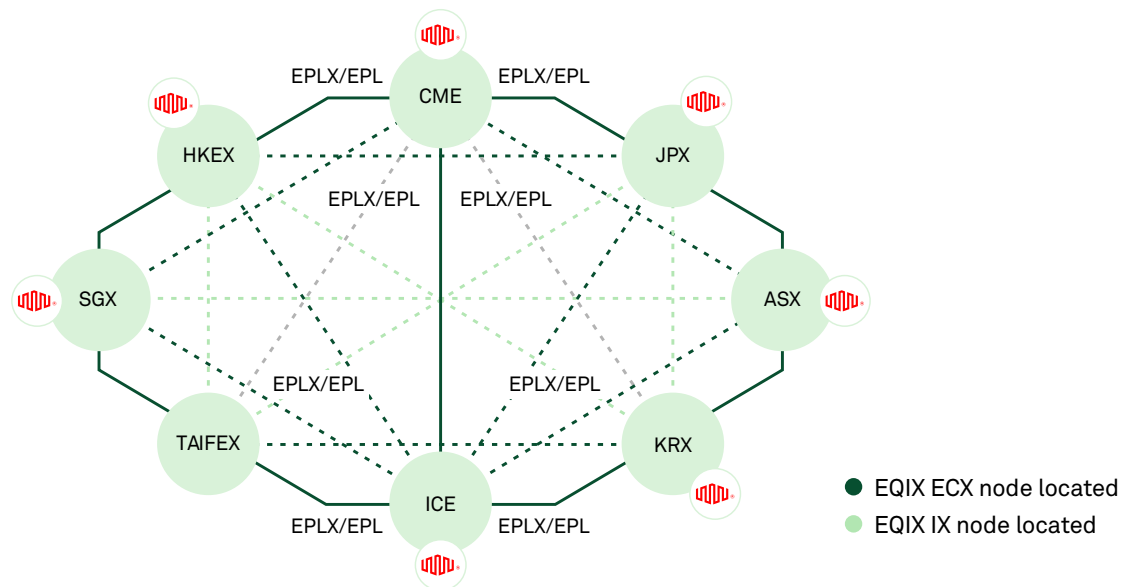 EPLX/EPL
EPLX/EPL
CME
HKEX
JPX
EPLX/EPL
EPLX/EPL
SGX
ASX
EPLX/EPL
EPLX/EPL
TAIFEX
KRX
ICE
EQIX ECX node located
EQIX IX node located
EPLX/EPL
EPLX/EPL